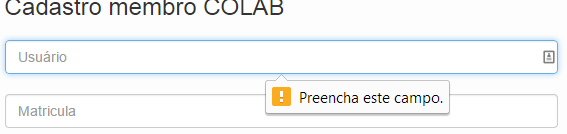 Cadastro membro COLAB
Usuário
Preencha este campo.
Matricula